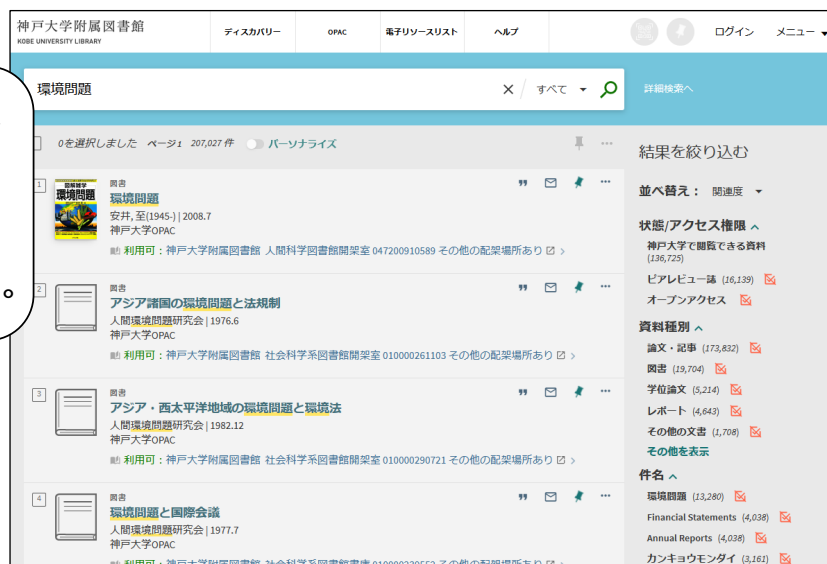 神戸大学附属図書館
KOBE UNIVERSITY LIBRARY
ディスカバリー
OPAC
電子リソースリスト
ヘルプ
ログイン
メニュー
環境問題
すべて
詳細検索へ
0を選択しました ページ1 207,027 件 パーソナライズ
1
図解雑学
環境問題
図書
環境問題
安井, 至(1945-) | 2008.7
神戸大学OPAC
利用可：神戸大学附属図書館 人間科学図書館開架室 047200910589 その他の配架場所あり
2
図書
アジア諸国の環境問題と法規制
人間環境問題研究会 | 1976.6
神戸大学OPAC
利用可：神戸大学附属図書館 社会科学系図書館開架室 010000261103 その他の配架場所あり
3
図書
アジア・西太平洋地域の環境問題と環境法
人間環境問題研究会 | 1982.12
神戸大学OPAC
利用可：神戸大学附属図書館 社会科学系図書館開架室 010000290721 その他の配架場所あり
4
図書
環境問題と国際会議
人間環境問題研究会 | 1977.7
神戸大学OPAC
結果を絞り込む
並べ替え： 関連度
状態/アクセス権限
神戸大学で閲覧できる資料
(136,725)
ピアレビュー誌 (16,139)
オープンアクセス
資料種別
論文・記事 (173,832)
図書 (19,704)
学位論文 (5,214)
レポート (4,643)
その他の文書 (1,708)
その他を表示
件名
環境問題 (13,280)
Financial Statements (4,038)
Annual Reports (4,038)
カンキョウモンダイ (3,161)
。